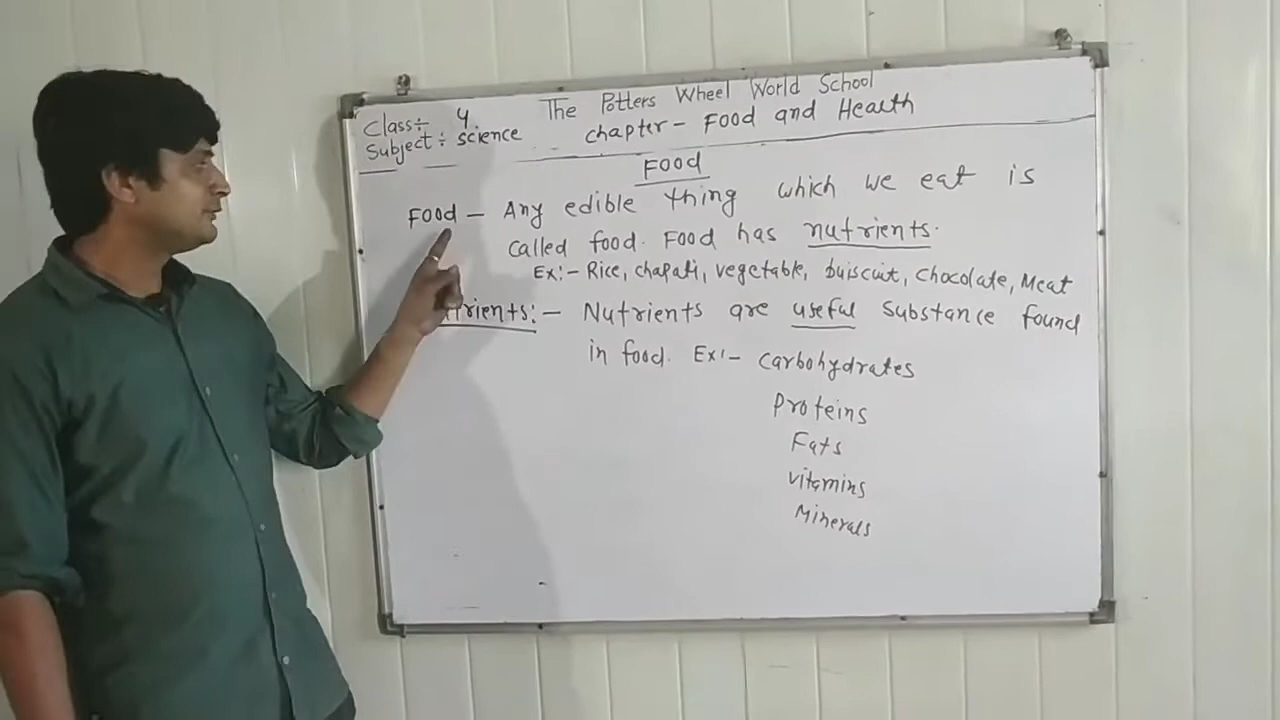 The Potters Wheel World School
Class÷ 4
Subject÷ science
chapter- Food and Health
Food
Food - Any edible thing which we eat is
called food. Food has nutrients.
Ex:- Rice, chapati, vegetable, buiscuit, Chocolate, Meat
trients:- Nutrients are useful substance found
in food. Ex:- Carbohydrates
Proteins
Fats
vitamins
Minerals